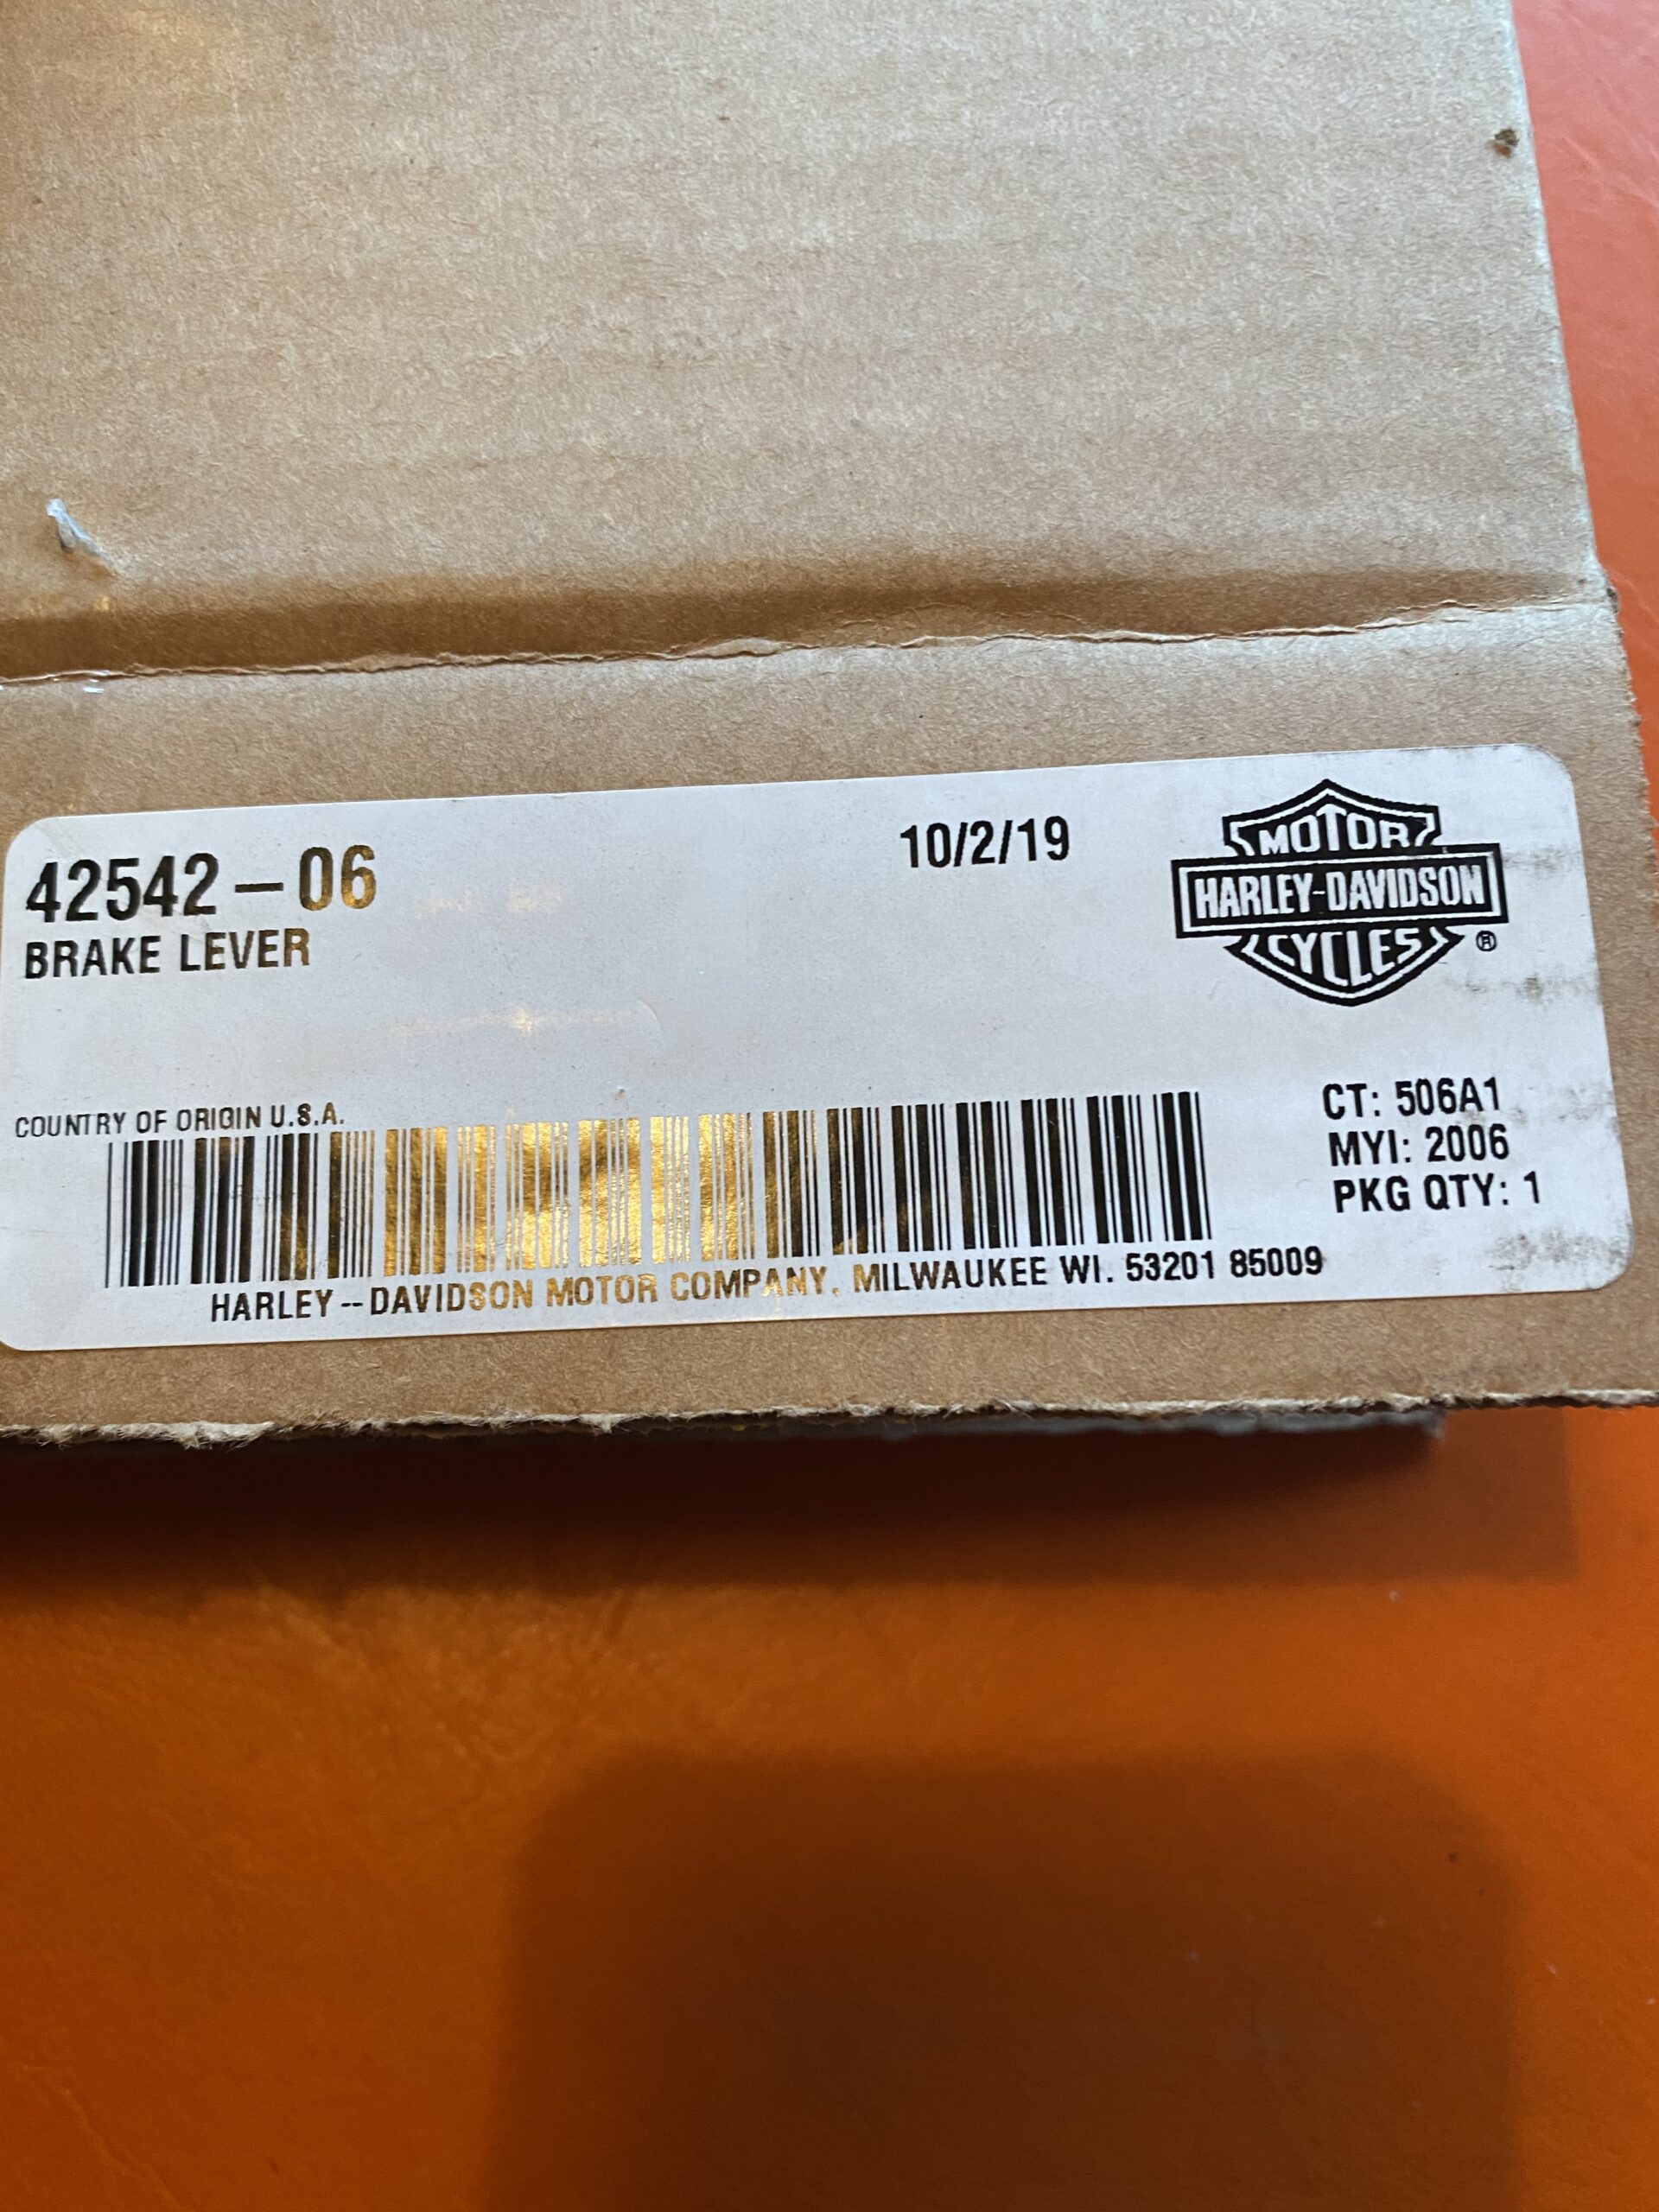 42542-06
BRAKE LEVER
10/2/19
MOTOR
HARLEY-DAVIDSON
CYCLES
®
COUNTRY OF ORIGIN U.S.A.
CT: 506A1
MYI: 2006
PKG QTY: 1
HARLEY--DAVIDSON MOTOR COMPANY, MILWAUKEE WI. 53201 85009